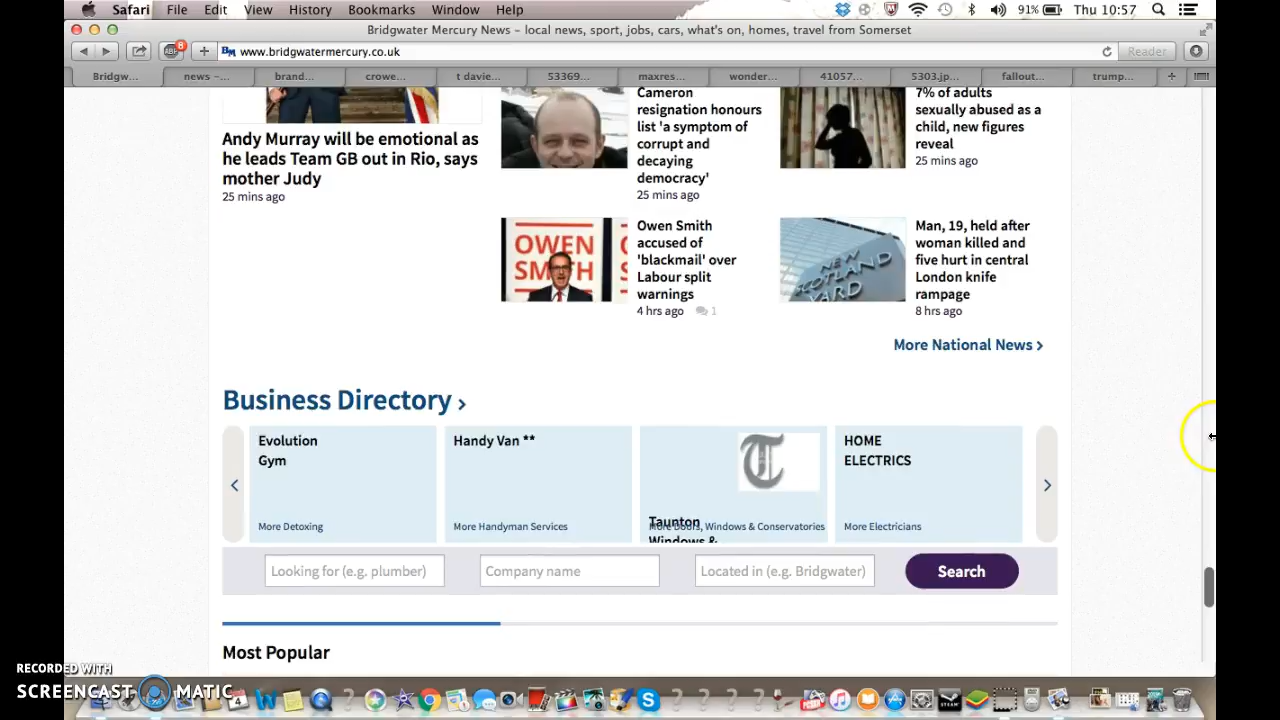 Safari File Edit View History Bookmarks Window Help 91% Thu 10:57
Bridgwater Mercury News – local news, sport, jobs, cars, what's on, homes, travel from Somerset
ABP 8 BM www.bridgwatermercury.co.uk Reader
Bridgw... news –... brand... crowe... t davie... 53369... maxres... wonder... 41057... 5303.jp... fallout... trump...
Andy Murray will be emotional as
he leads Team GB out in Rio, says
mother Judy
25 mins ago
Cameron
resignation honours
list 'a symptom of
corrupt and
decaying
democracy'
25 mins ago
7% of adults
sexually abused as a
child, new figures
reveal
25 mins ago
OWEN
SMITH
Owen Smith
accused of
'blackmail' over
Labour split
warnings
4 hrs ago 1
NEW
SCOTLAND
YARD
Man, 19, held after
woman killed and
five hurt in central
London knife
rampage
8 hrs ago
More National News >
Business Directory >
Evolution
Gym
More Detoxing
Handy Van **
More Handyman Services
T
Taunton
More Doors, Windows & Conservatories
Windows &
HOME
ELECTRICS
More Electricians
Looking for (e.g. plumber) Company name Located in (e.g. Bridgwater) Search
Most Popular
RECORDED WITH
SCREENCAST MATIC